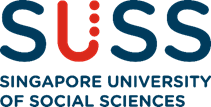 SUSS
SINGAPORE UNIVERSITY
OF SOCIAL SCIENCES